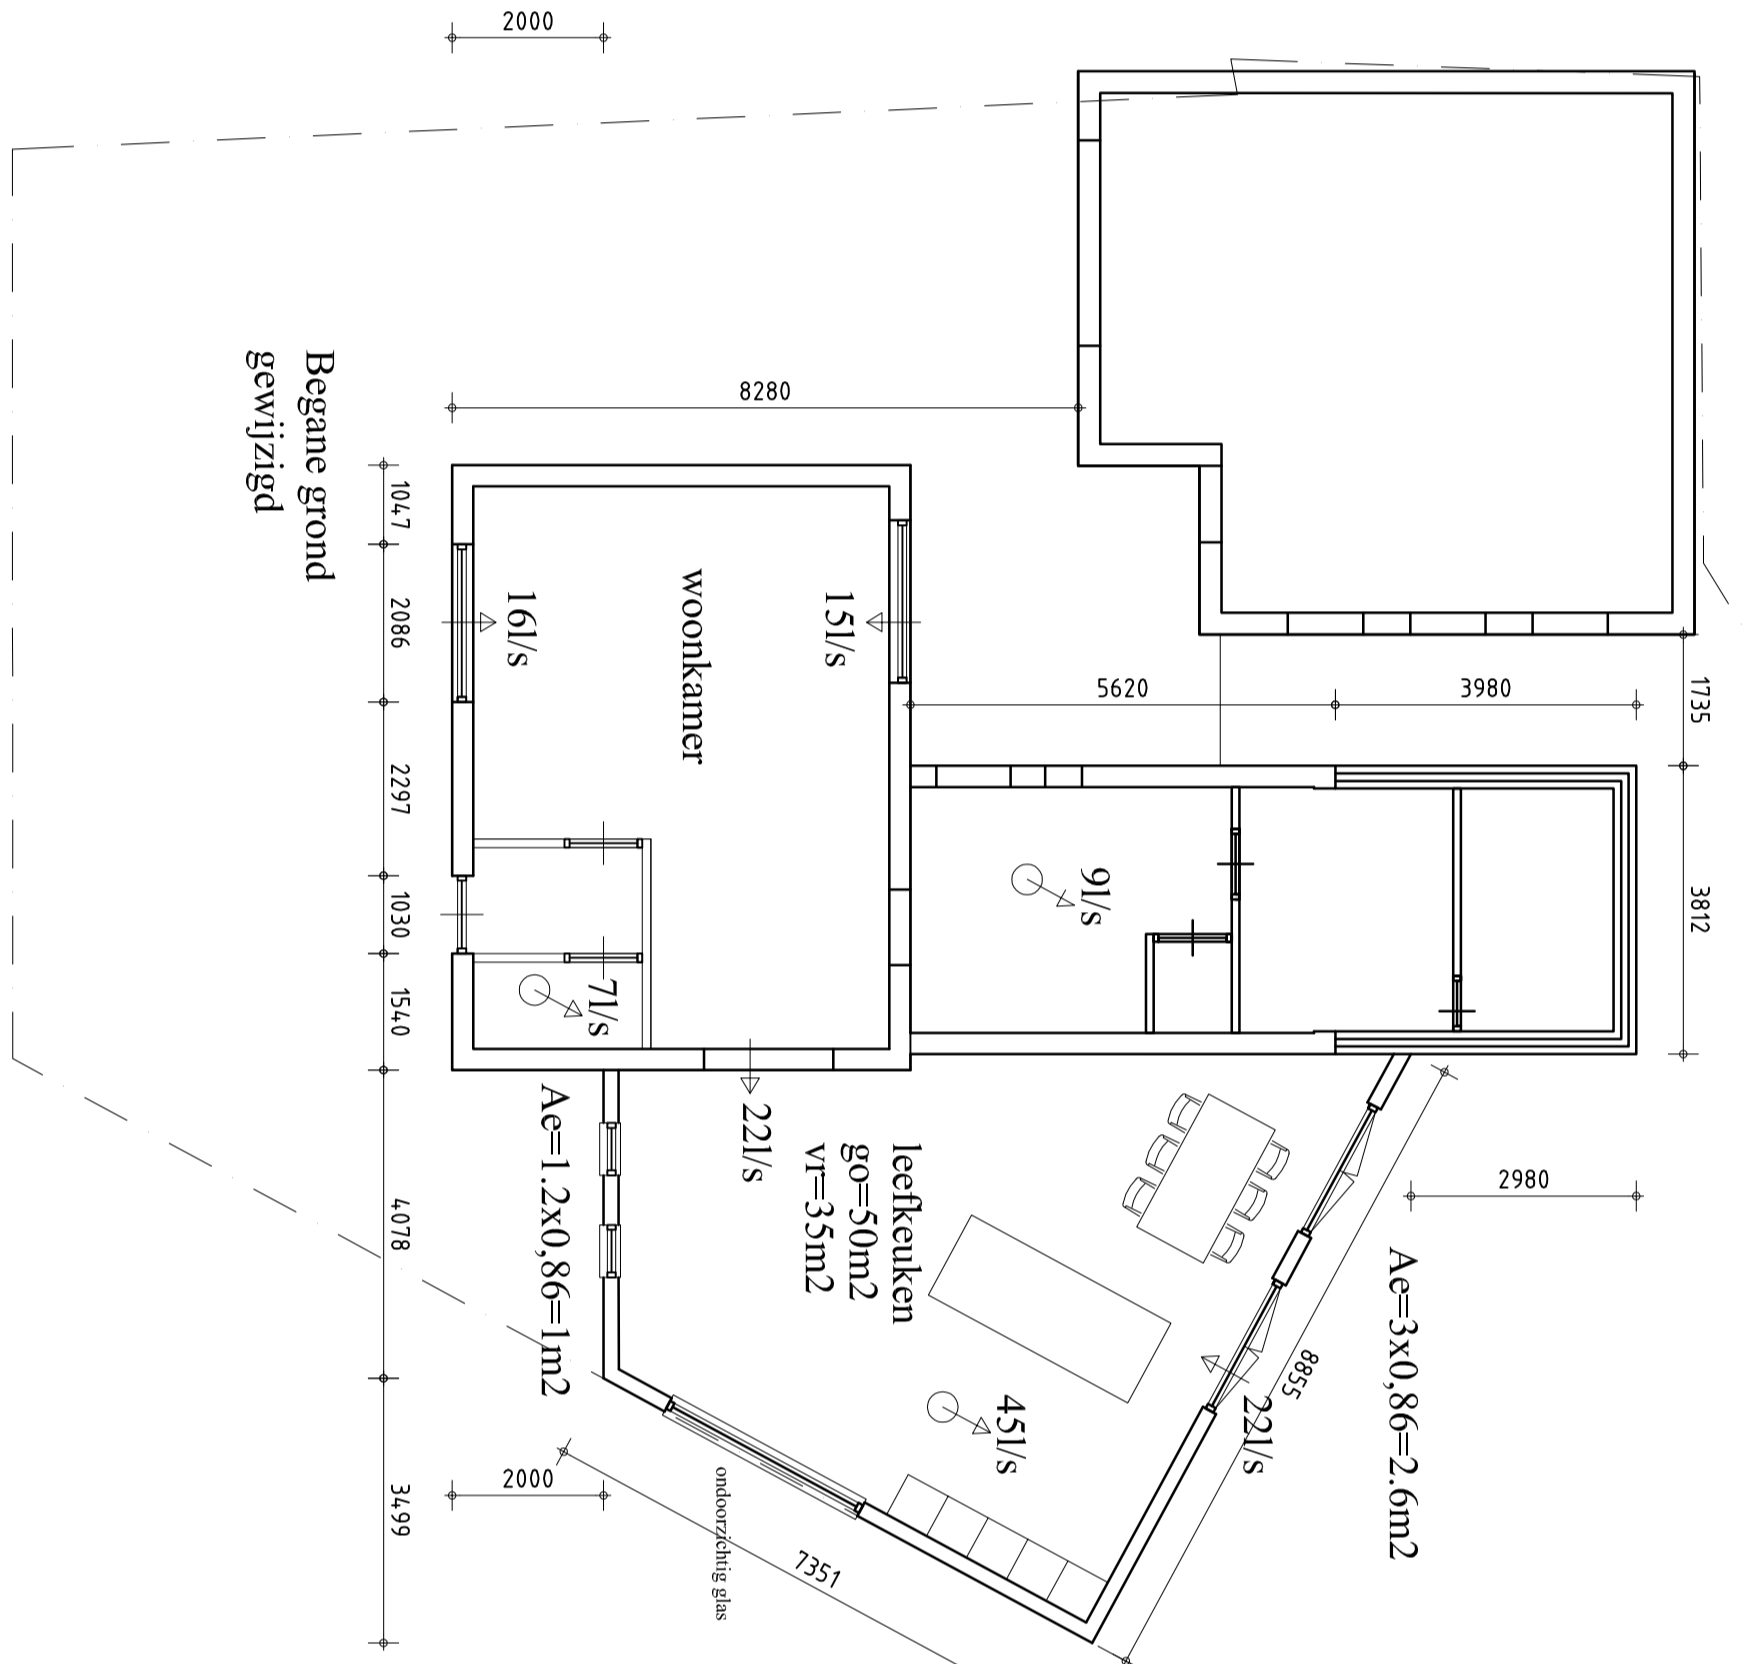 2000
8280
Begane grond
gewijzigd
1047
2086
2297
1030
1540
4078
3499
woonkamer
16l/s
15l/s
7l/s
9l/s
5620
3980
1735
3812
2980
22l/s
leefkeuken
go=50m2
vr=35m2
Ae=1.2x0,86=1m2
Ae=3x0,86=2.6m2
8855
22l/s
45l/s
ondoorzichtig glas
7351
2000